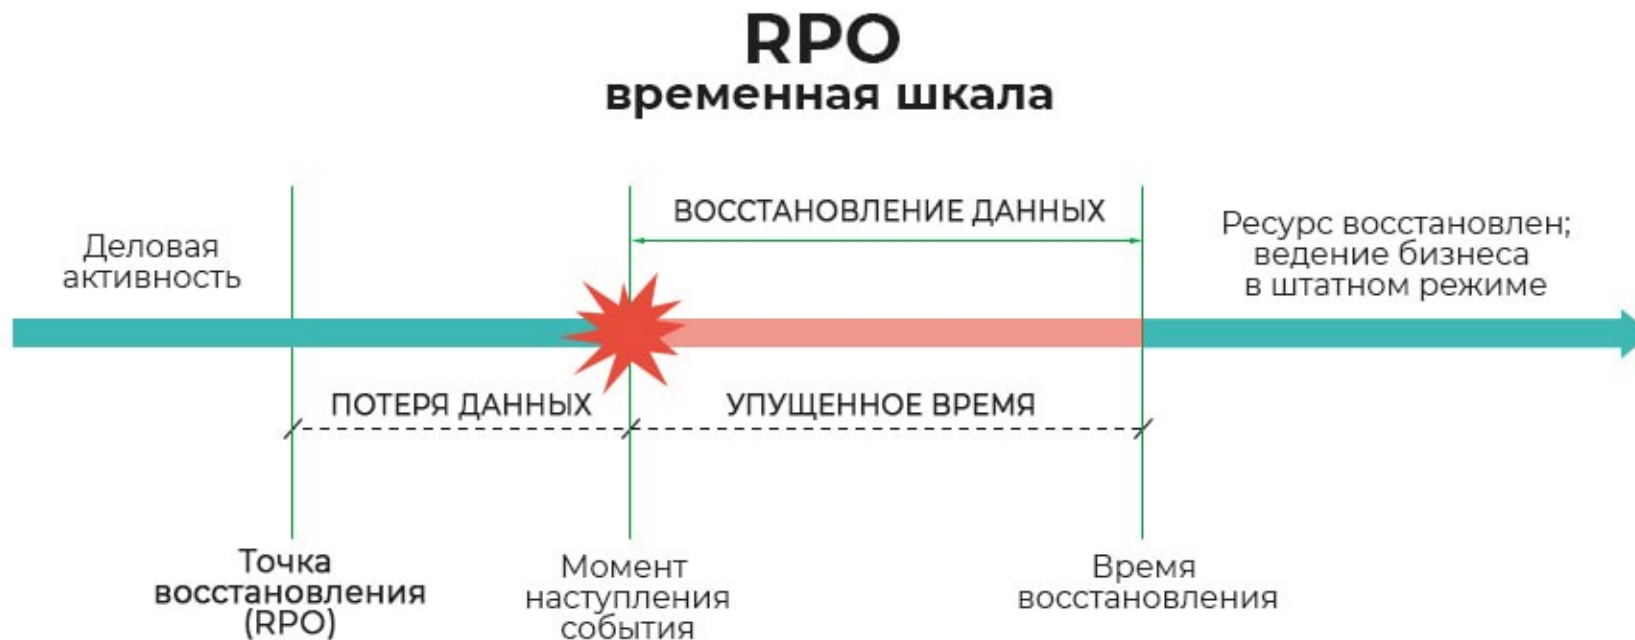 RPO
временная шкала
ВОССТАНОВЛЕНИЕ ДАННЫХ
Деловая
активность
Ресурс восстановлен;
ведение бизнеса
в штатном режиме
ПОТЕРЯ ДАННЫХ
УПУЩЕННОЕ ВРЕМЯ
Точка
восстановления
(RPO)
Момент
наступления
события
Время
восстановления